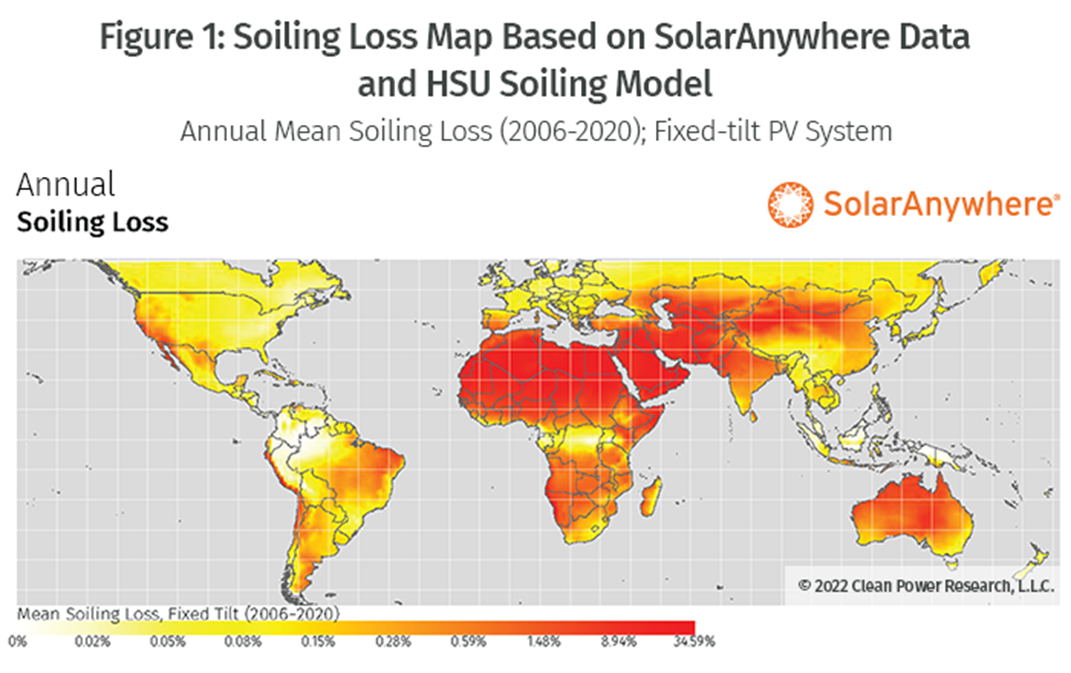 Figure 1: Soiling Loss Map Based on SolarAnywhere Data
and HSU Soiling Model
Annual Mean Soiling Loss (2006-2020); Fixed-tilt PV System
Annual
Soiling Loss
SolarAnywhere®
© 2022 Clean Power Research, L.L.C.
Mean Soiling Loss, Fixed Tilt (2006-2020)
0% 0.02% 0.05% 0.08% 0.15% 0.28% 0.59% 1.48% 8.94% 34.59%